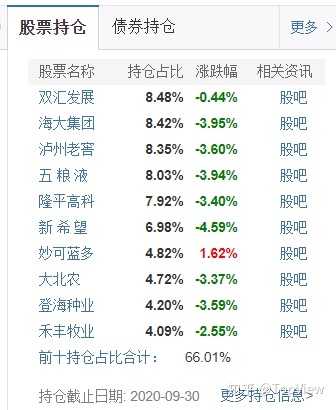 股票持仓 债券持仓 更多 >
股票名称 持仓占比 涨跌幅 相关资讯
双汇发展 8.48% -0.44% 股吧
海大集团 8.42% -3.95% 股吧
泸州老窖 8.35% -3.60% 股吧
五 粮 液 8.03% -3.94% 股吧
隆平高科 7.92% -3.40% 股吧
新 希 望 6.98% -4.59% 股吧
妙可蓝多 4.82% 1.62% 股吧
大北农 4.72% -3.37% 股吧
登海种业 4.20% -3.59% 股吧
禾丰牧业 4.09% -2.55% 股吧
前十持仓占比合计： 66.01%
知乎 @TopView
持仓截止日期: 2020-09-30 更多持仓信息>